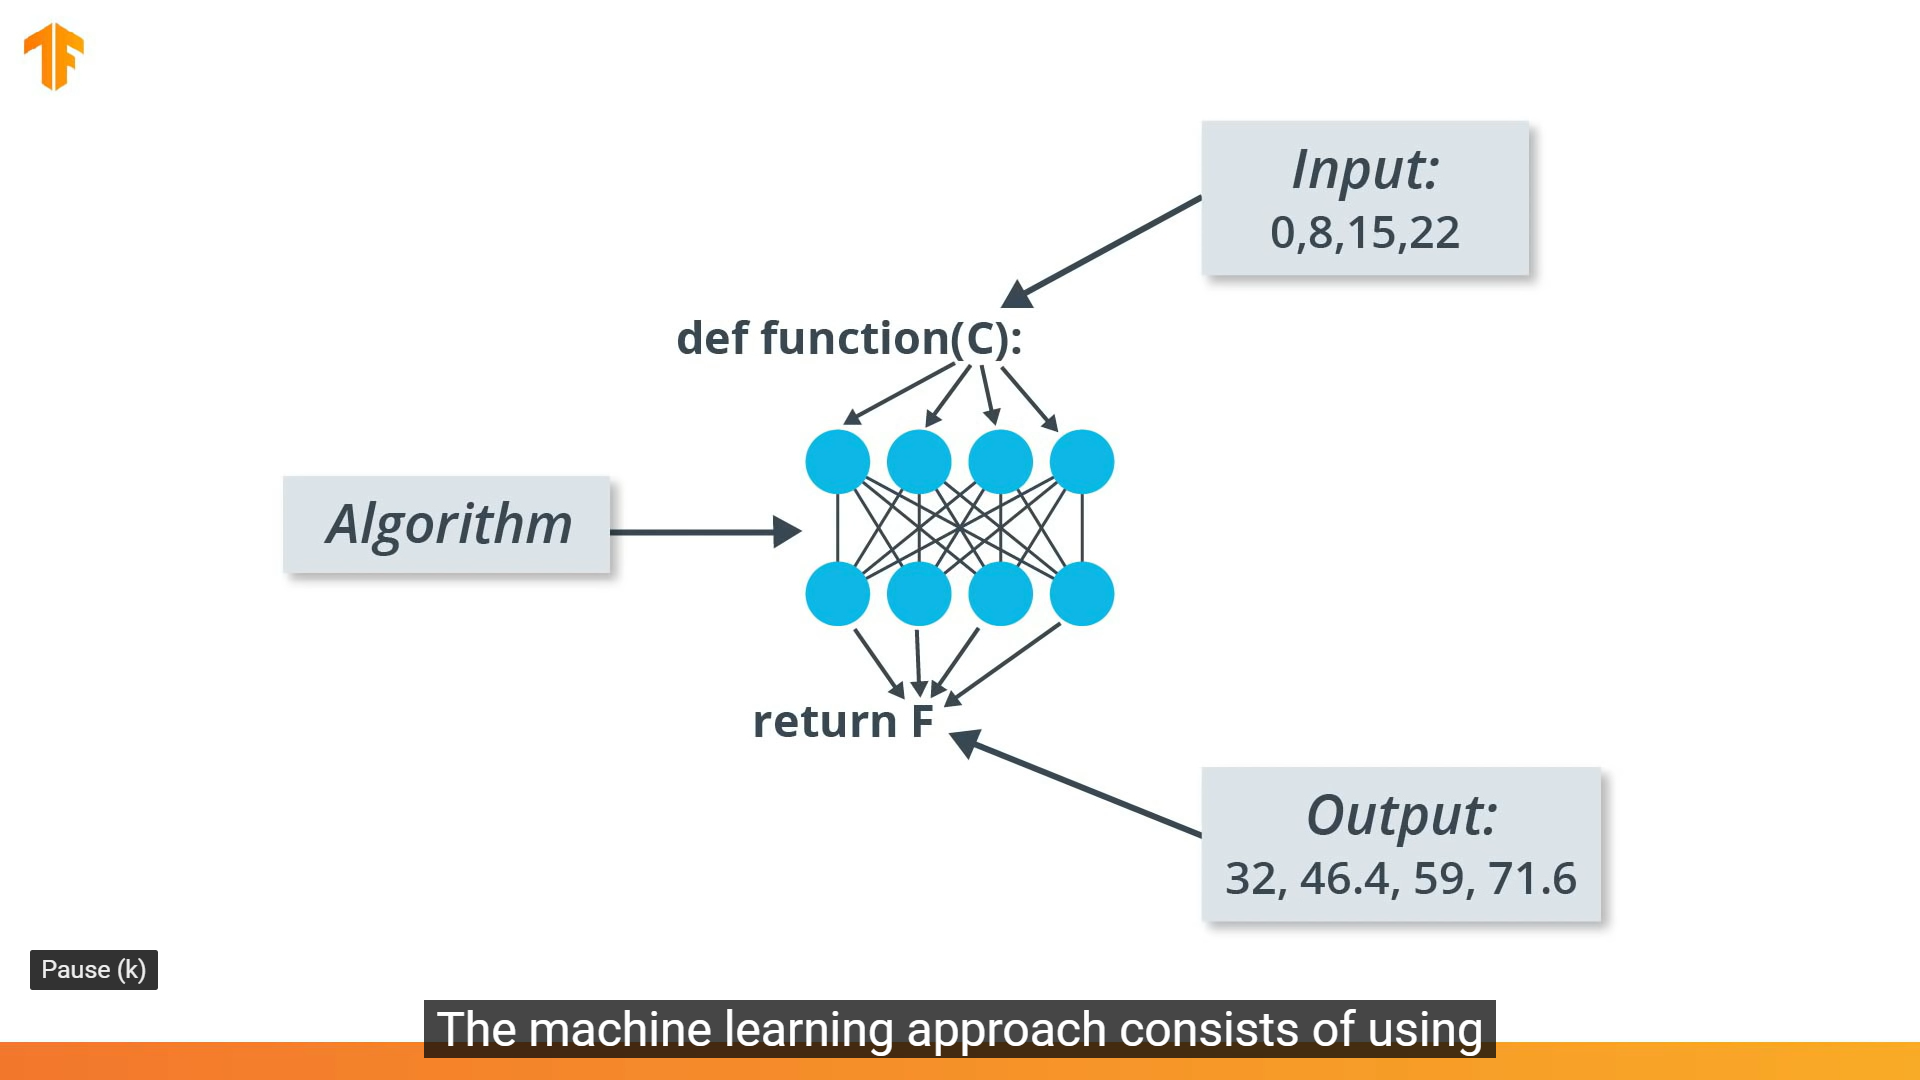 Input:
0,8,15,22
def function(C):
Algorithm
return F
Output:
32, 46.4, 59, 71.6
Pause (k)
The machine learning approach consists of using